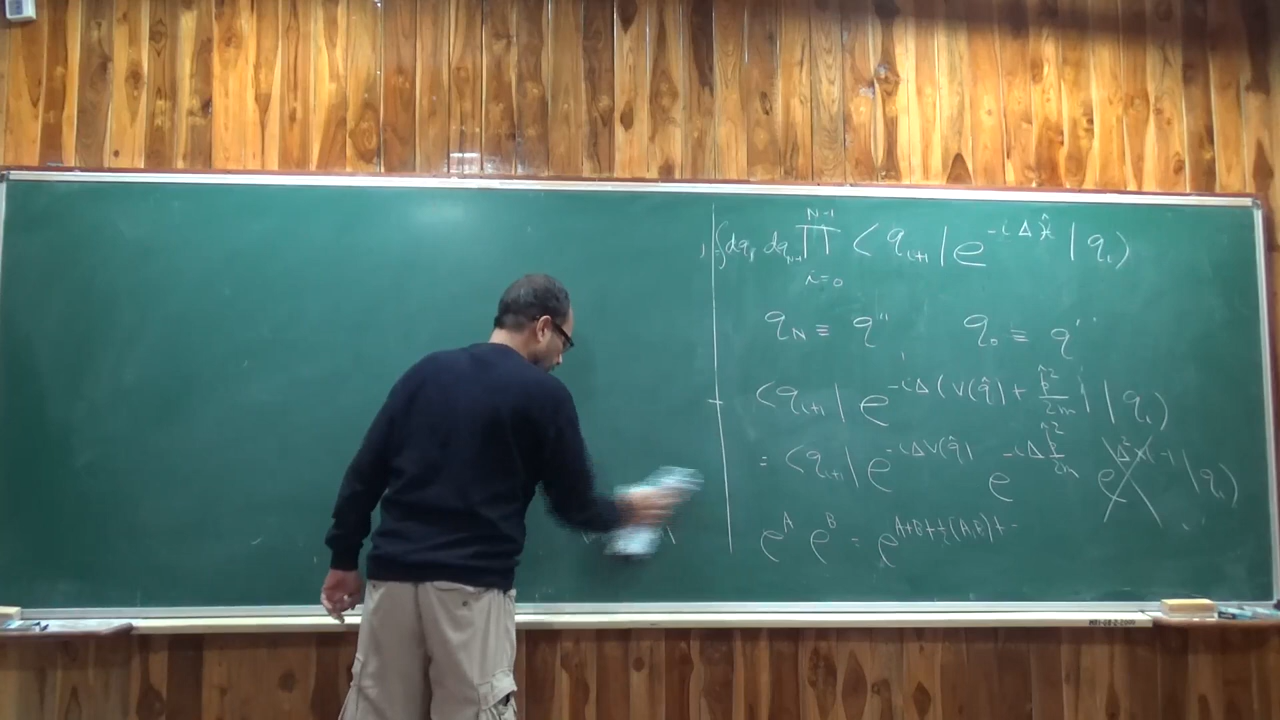 ∫dq₁ dq_{N-1} ∏_{i=0}^{N-1} ⟨q_{i+1}| e^{-iΔĤ} |q_i⟩
q_N ≡ q'' q_0 ≡ q'
⟨q_{i+1}| e^{-iΔ(V(q̂) + p̂²/2m)} |q_i⟩
= ⟨q_{i+1}| e^{-iΔV(q̂)} e^{-iΔ p̂²/2m} |q_i⟩
e^A e^B = e^{A+B+½[A,B]+-